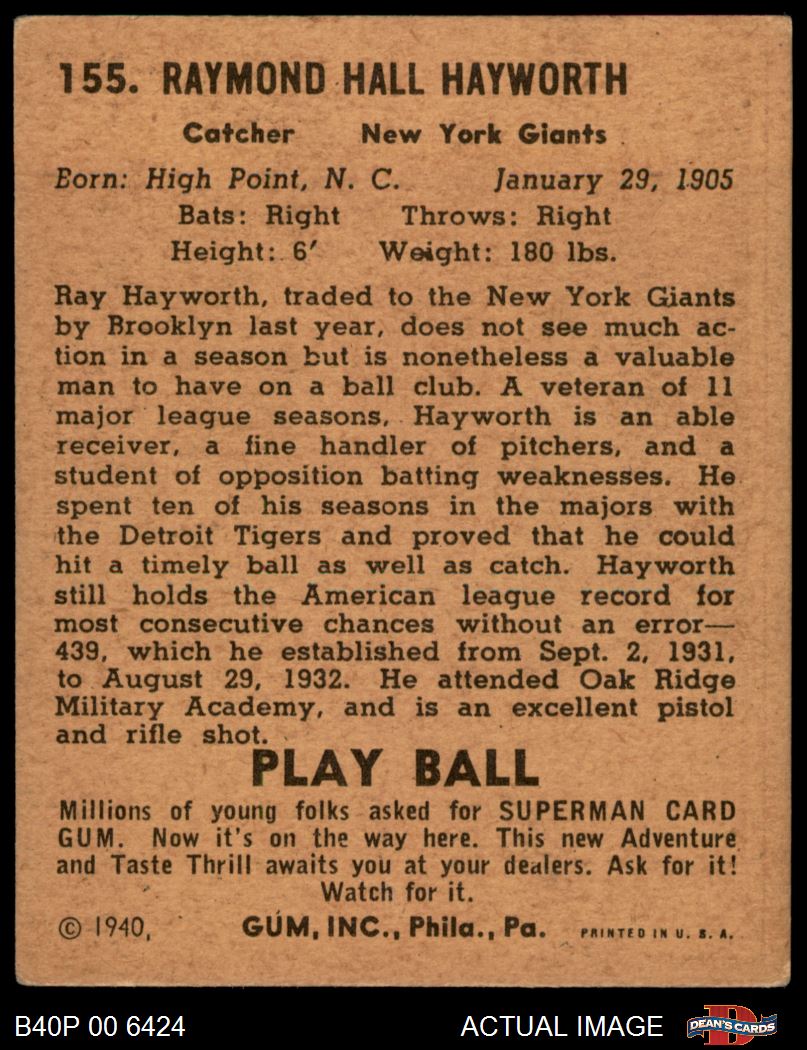 155. RAYMOND HALL HAYWORTH
Catcher New York Giants
Born: High Point, N. C. January 29, 1905
Bats: Right Throws: Right
Height: 6′ Weight: 180 lbs.
Ray Hayworth, traded to the New York Giants
by Brooklyn last year, does not see much ac-
tion in a season but is nonetheless a valuable
man to have on a ball club. A veteran of 11
major league seasons, Hayworth is an able
receiver, a fine handler of pitchers, and a
student of opposition batting weaknesses. He
spent ten of his seasons in the majors with
the Detroit Tigers and proved that he could
hit a timely ball as well as catch. Hayworth
still holds the American league record for
most consecutive chances without an error—
439, which he established from Sept. 2, 1931,
to August 29, 1932. He attended Oak Ridge
Military Academy, and is an excellent pistol
and rifle shot.
PLAY BALL
Millions of young folks asked for SUPERMAN CARD
GUM. Now it's on the way here. This new Adventure
and Taste Thrill awaits you at your dealers. Ask for it!
Watch for it.
© 1940, GUM, INC., Phila., Pa. PRINTED IN U. S. A.
B40P 00 6424 ACTUAL IMAGE D DEAN'S CARDS